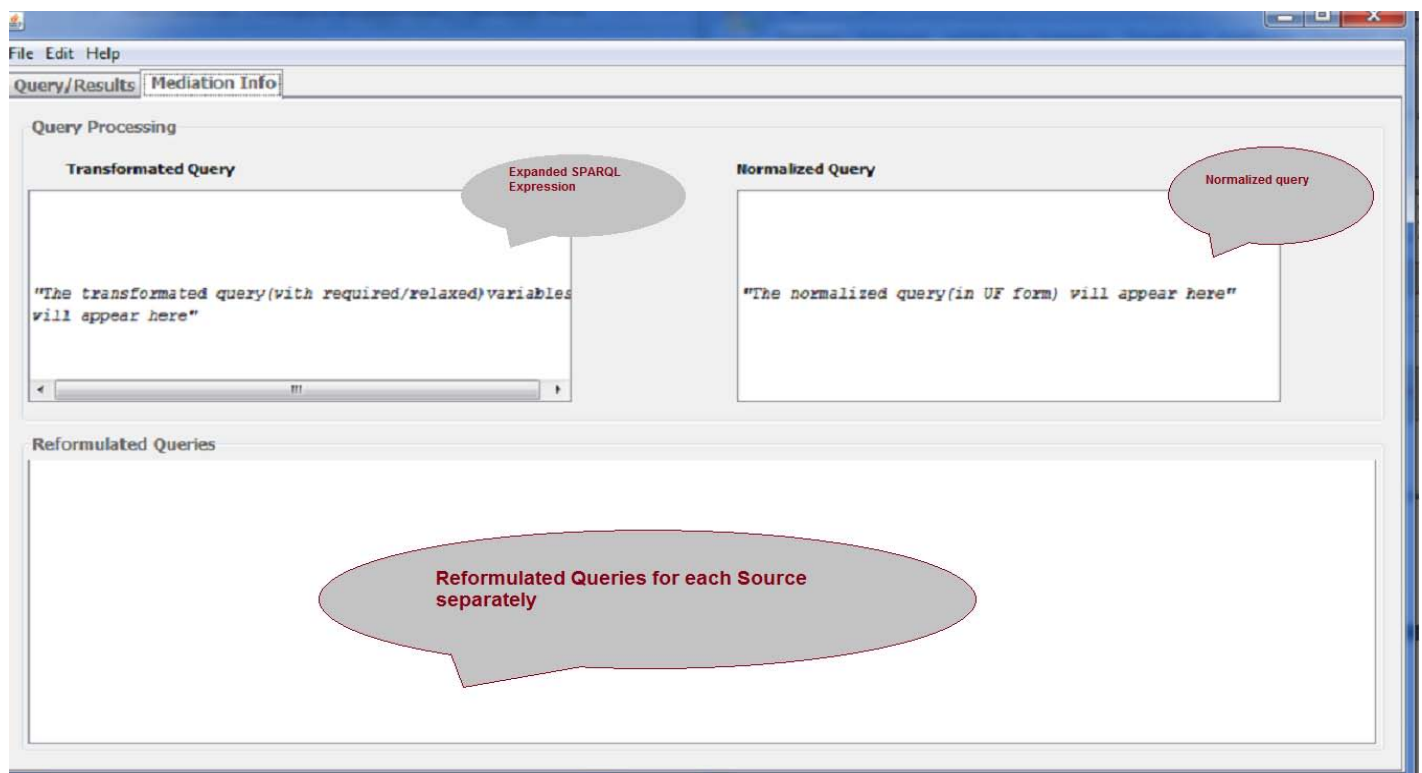 File Edit Help
Query/Results Mediation Info
Query Processing
Transformated Query
Expanded SPARQL
Expression
Normalized Query
Normalized query
"The transformated query(with required/relaxed)variables
will appear here"
"The normalized query(in UF form) will appear here"
Reformulated Queries
Reformulated Queries for each Source
separately